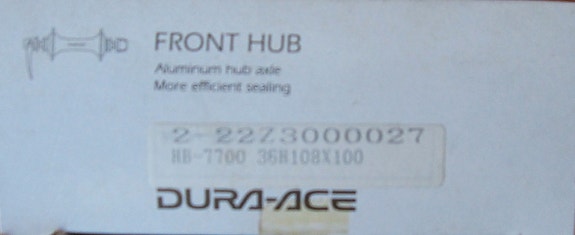 FRONT HUB
Aluminum hub axle
More efficient sealing
2-22Z3000027
HB-7700 36H108X100
DURA-ACE